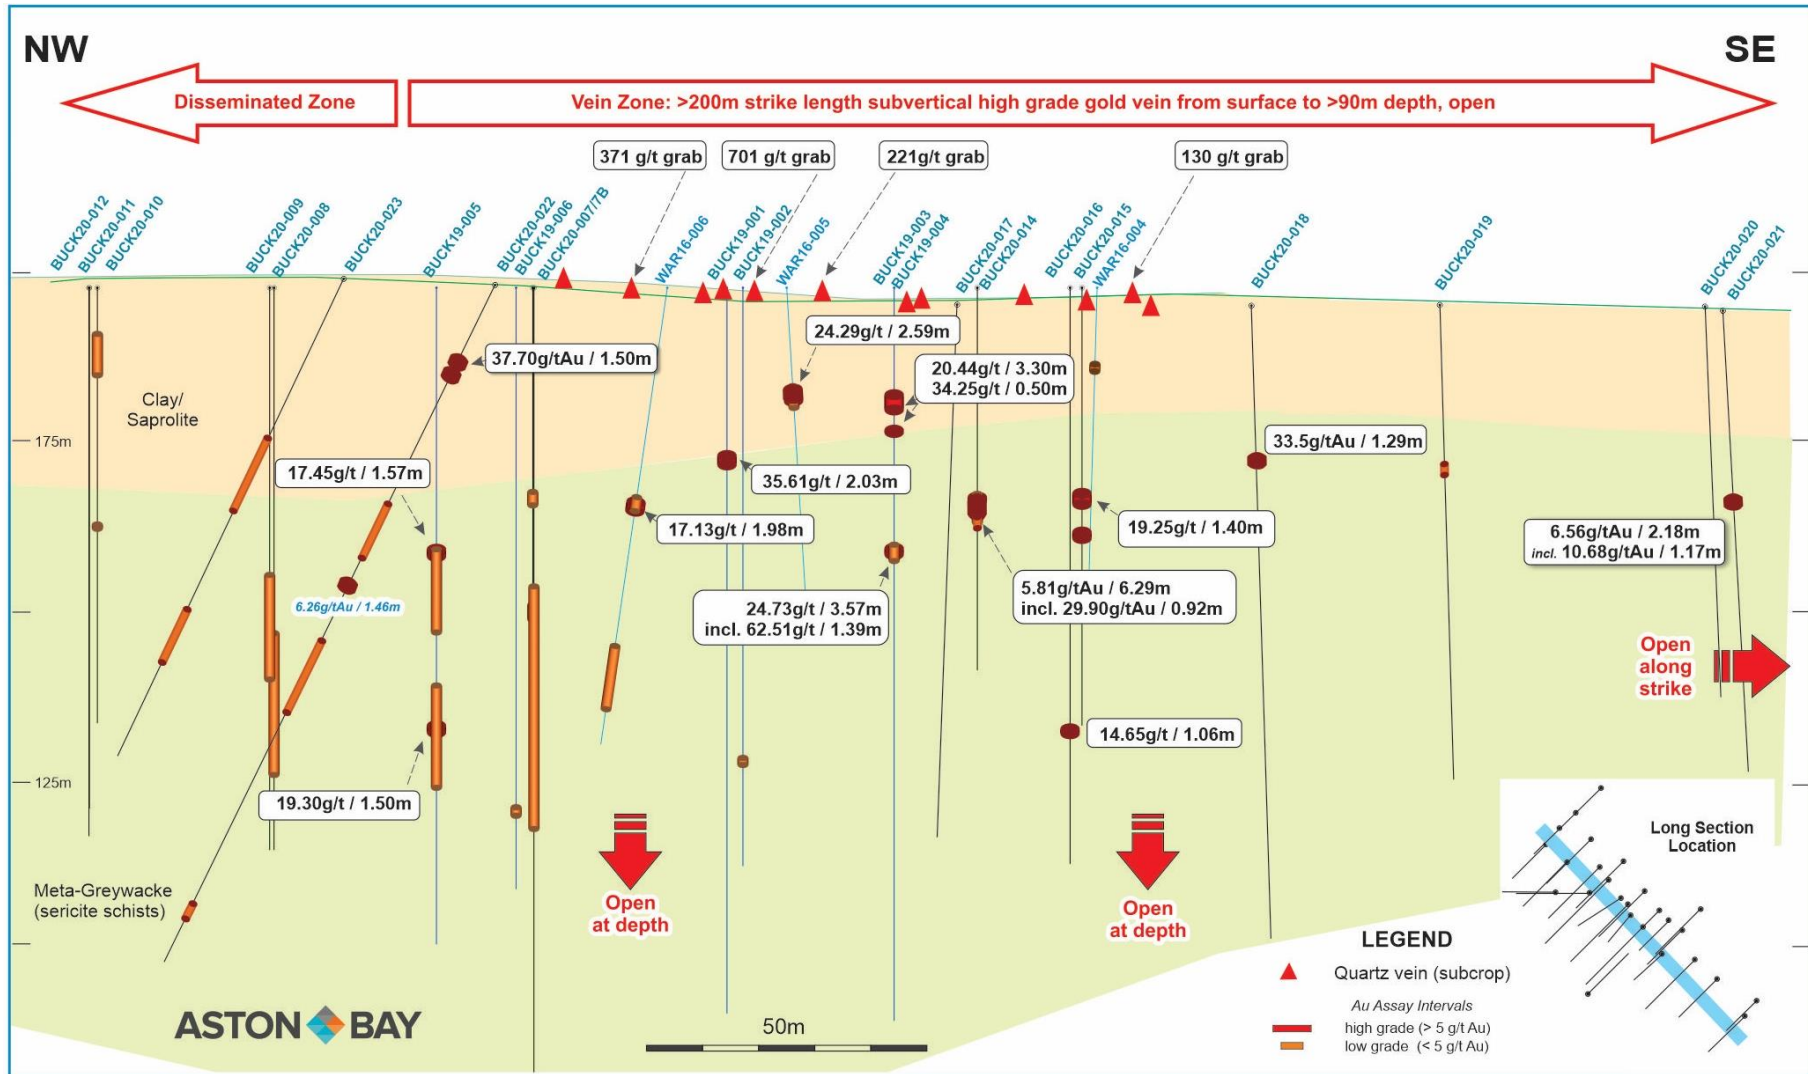 NW
SE
Disseminated Zone
Vein Zone: >200m strike length subvertical high grade gold vein from surface to >90m depth, open
371 g/t grab
701 g/t grab
221g/t grab
130 g/t grab
BUCK20-012
BUCK20-011
BUCK20-010
BUCK20-009
BUCK20-008
BUCK20-023
BUCK19-005
BUCK20-022
BUCK19-006
BUCK20-007/7B
WAR16-006
BUCK19-001
BUCK19-002
WAR16-005
BUCK19-003
BUCK19-004
BUCK20-017
BUCK20-014
BUCK20-016
BUCK20-015
WAR16-004
BUCK20-018
BUCK20-019
BUCK20-020
BUCK20-021
24.29g/t / 2.59m
37.70g/tAu / 1.50m
20.44g/t / 3.30m
34.25g/t / 0.50m
Clay/
Saprolite
175m
33.5g/tAu / 1.29m
17.45g/t / 1.57m
35.61g/t / 2.03m
17.13g/t / 1.98m
19.25g/t / 1.40m
6.56g/tAu / 2.18m
incl. 10.68g/tAu / 1.17m
6.26g/tAu / 1.46m
24.73g/t / 3.57m
incl. 62.51g/t / 1.39m
5.81g/tAu / 6.29m
incl. 29.90g/tAu / 0.92m
Open
along
strike
14.65g/t / 1.06m
125m
19.30g/t / 1.50m
Meta-Greywacke
(sericite schists)
Open
at depth
Open
at depth
Long Section
Location
LEGEND
Quartz vein (subcrop)
Au Assay Intervals
high grade (> 5 g/t Au)
low grade (< 5 g/t Au)
ASTON BAY
50m